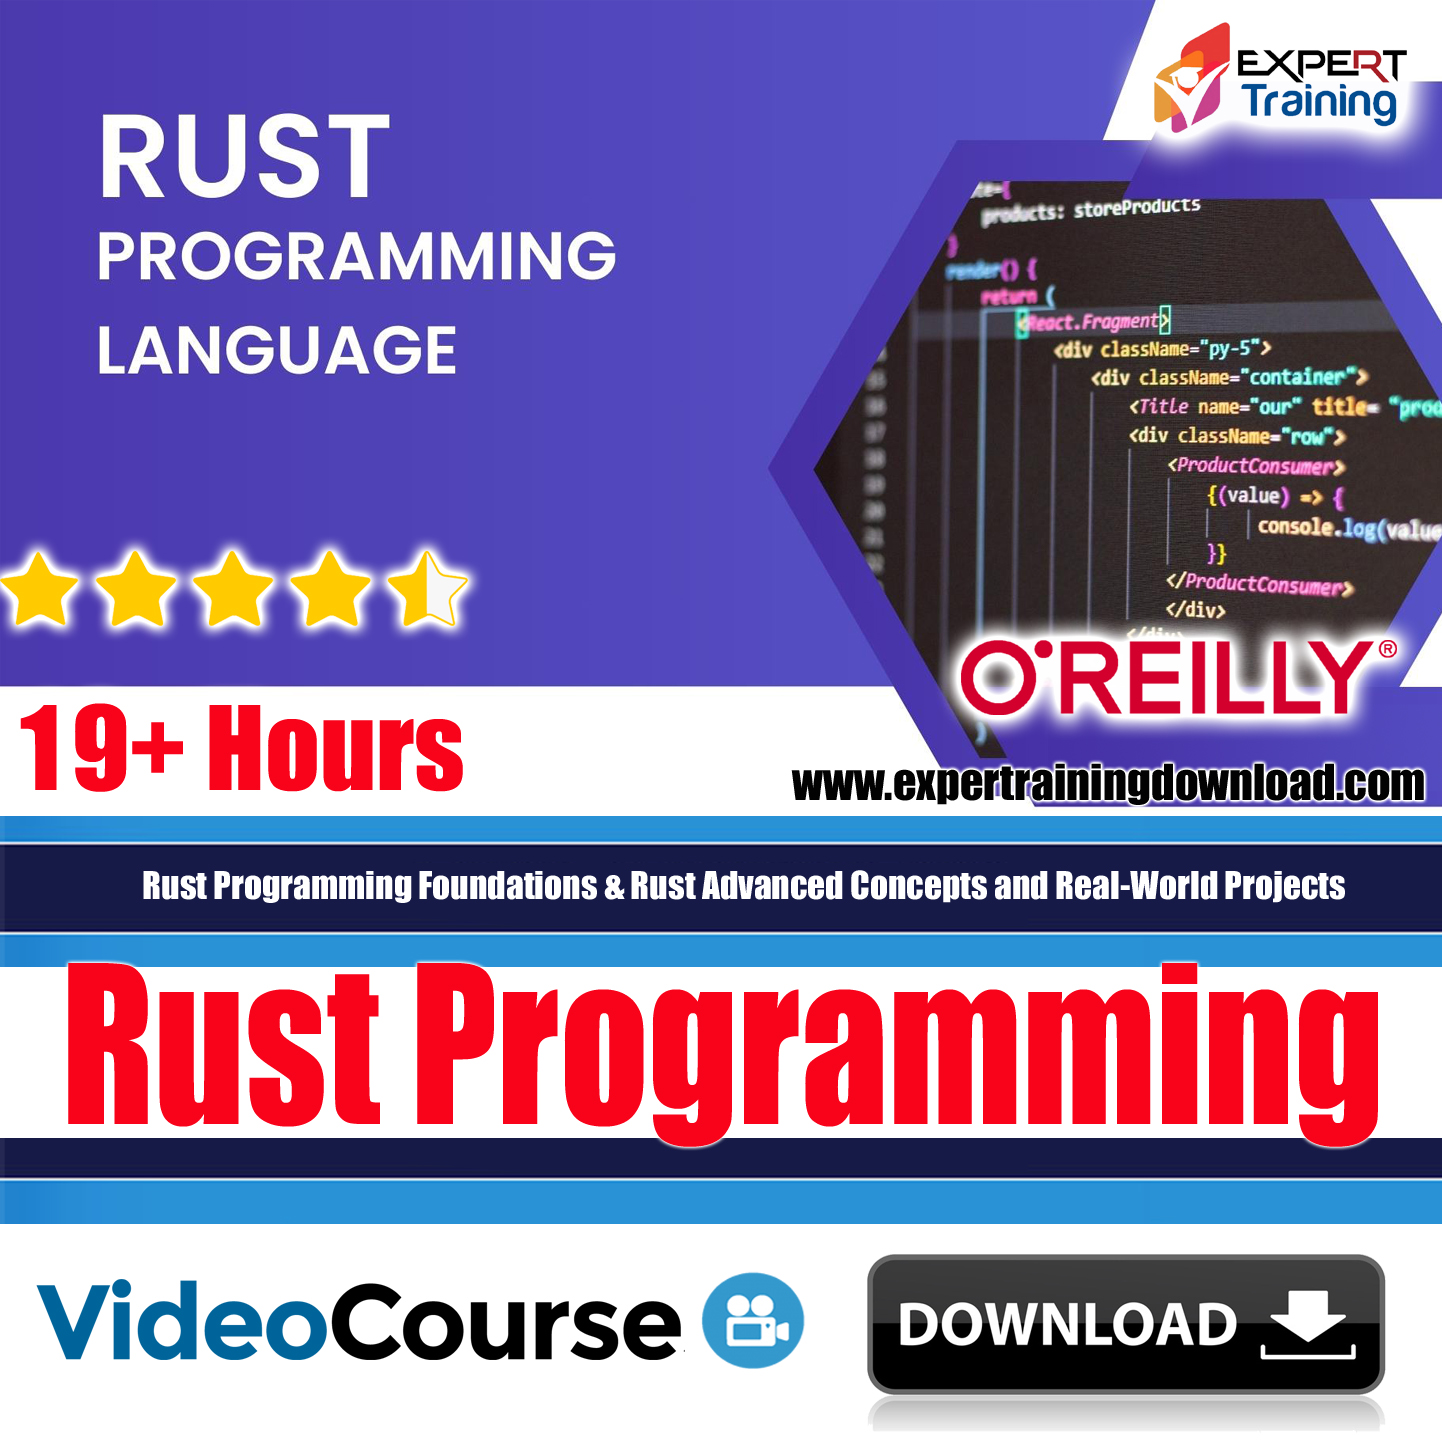 EXPERT
Training
RUST
PROGRAMMING
LANGUAGE
products: storeProducts
}
render() {
return (
<React.Fragment>
<div className="py-5">
<div className="container">
<Title name="our" title= "proo
<div className="row">
<ProductConsumer>
{(value) => {
console.log(value
}}
</ProductConsumer>
</div>
O'REILLY®
19+ Hours
www.expertrainingdownload.com
Rust Programming Foundations & Rust Advanced Concepts and Real-World Projects
Rust Programming
VideoCourse
DOWNLOAD